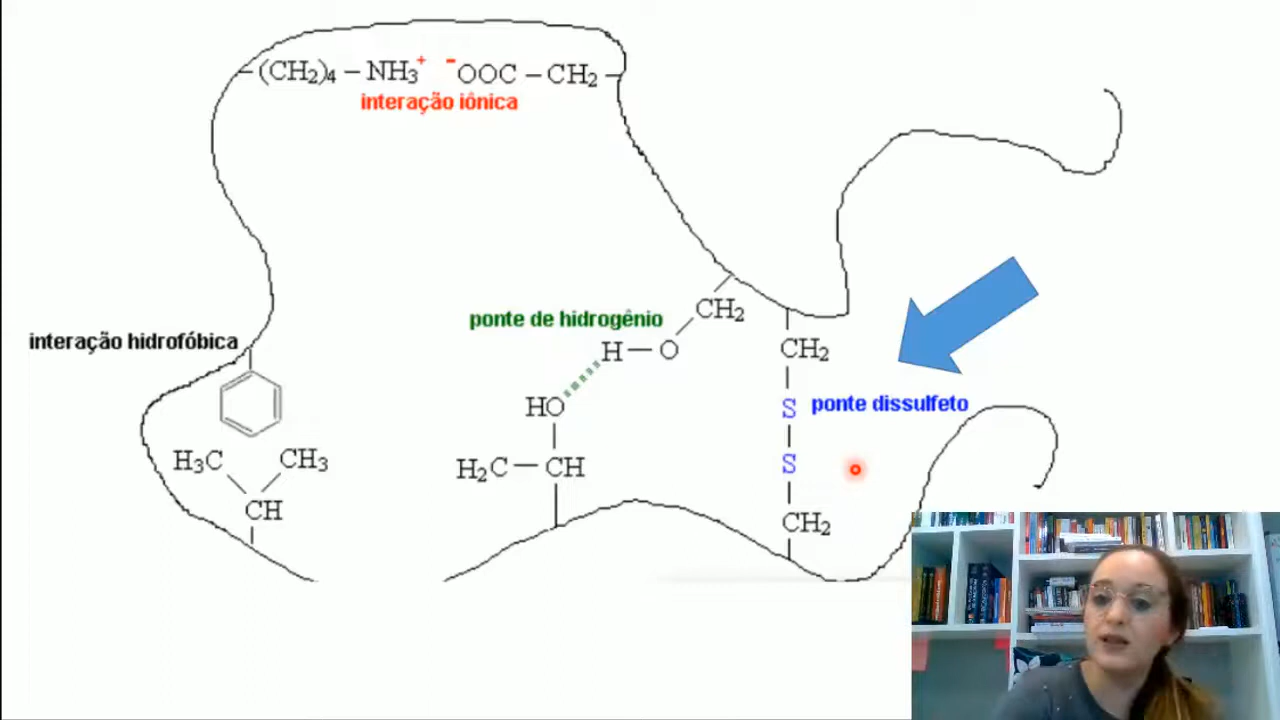 –(CH₂)₄–NH₃⁺ ⁻OOC–CH₂–
interação iônica
CH₂
ponte de hidrogênio
interação hidrofóbica
H–O
CH₂
HO
S ponte dissulfeto
H₃C CH₃
H₂C–CH
S
CH
CH₂